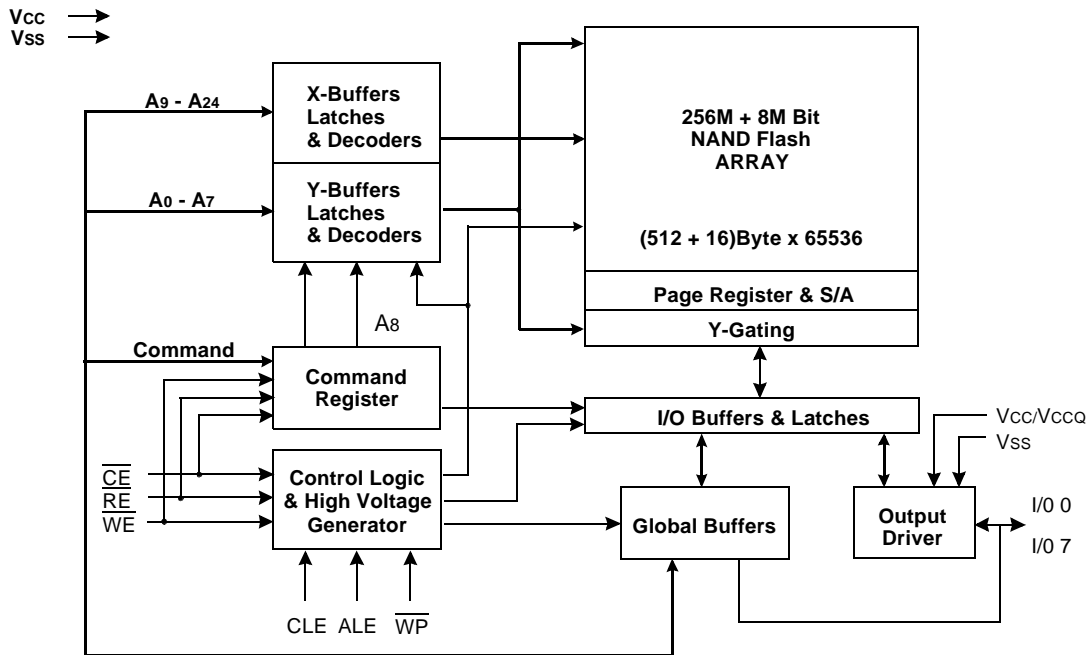 VCC
VSS
A9 - A24
X-Buffers
Latches
& Decoders
256M + 8M Bit
NAND Flash
ARRAY
A0 - A7
Y-Buffers
Latches
& Decoders
(512 + 16)Byte x 65536
Page Register & S/A
Y-Gating
A8
Command
Command
Register
I/O Buffers & Latches
VCC/VCCQ
VSS
CE
RE
WE
Control Logic
& High Voltage
Generator
Global Buffers
Output
Driver
I/0 0
I/0 7
CLE
ALE
WP